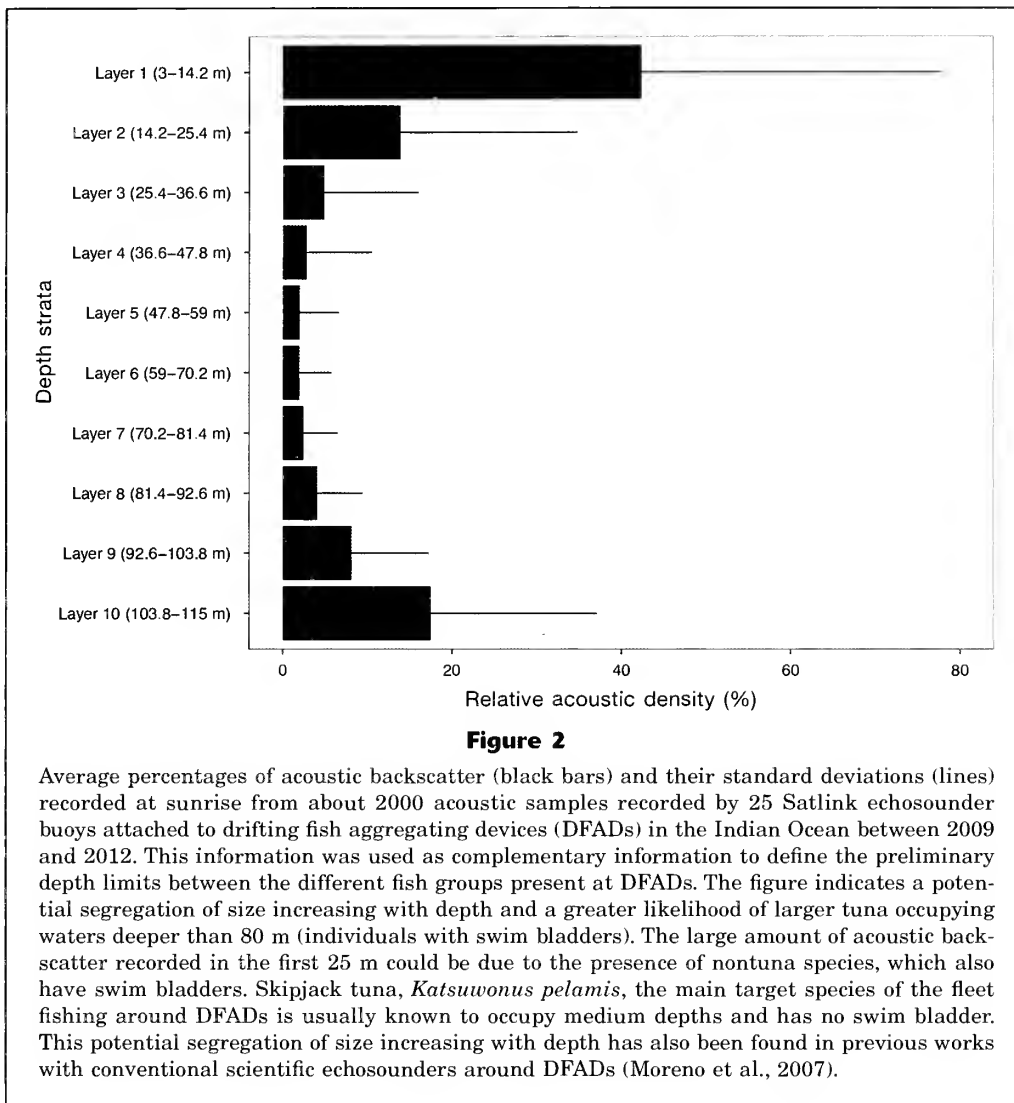 Layer 1 (3–14.2 m)
Layer 2 (14.2–25.4 m)
Layer 3 (25.4–36.6 m)
Layer 4 (36.6–47.8 m)
Layer 5 (47.8–59 m)
Layer 6 (59–70.2 m)
Layer 7 (70.2–81.4 m)
Layer 8 (81.4–92.6 m)
Layer 9 (92.6–103.8 m)
Layer 10 (103.8–115 m)
Depth strata
0 20 40 60 80
Relative acoustic density (%)
Figure 2
Average percentages of acoustic backscatter (black bars) and their standard deviations (lines)
recorded at sunrise from about 2000 acoustic samples recorded by 25 Satlink echosounder
buoys attached to drifting fish aggregating devices (DFADs) in the Indian Ocean between 2009
and 2012. This information was used as complementary information to define the preliminary
depth limits between the different fish groups present at DFADs. The figure indicates a poten-
tial segregation of size increasing with depth and a greater likelihood of larger tuna occupying
waters deeper than 80 m (individuals with swim bladders). The large amount of acoustic back-
scatter recorded in the first 25 m could be due to the presence of nontuna species, which also
have swim bladders. Skipjack tuna, Katsuwonus pelamis, the main target species of the fleet
fishing around DFADs is usually known to occupy medium depths and has no swim bladder.
This potential segregation of size increasing with depth has also been found in previous works
with conventional scientific echosounders around DFADs (Moreno et al., 2007).